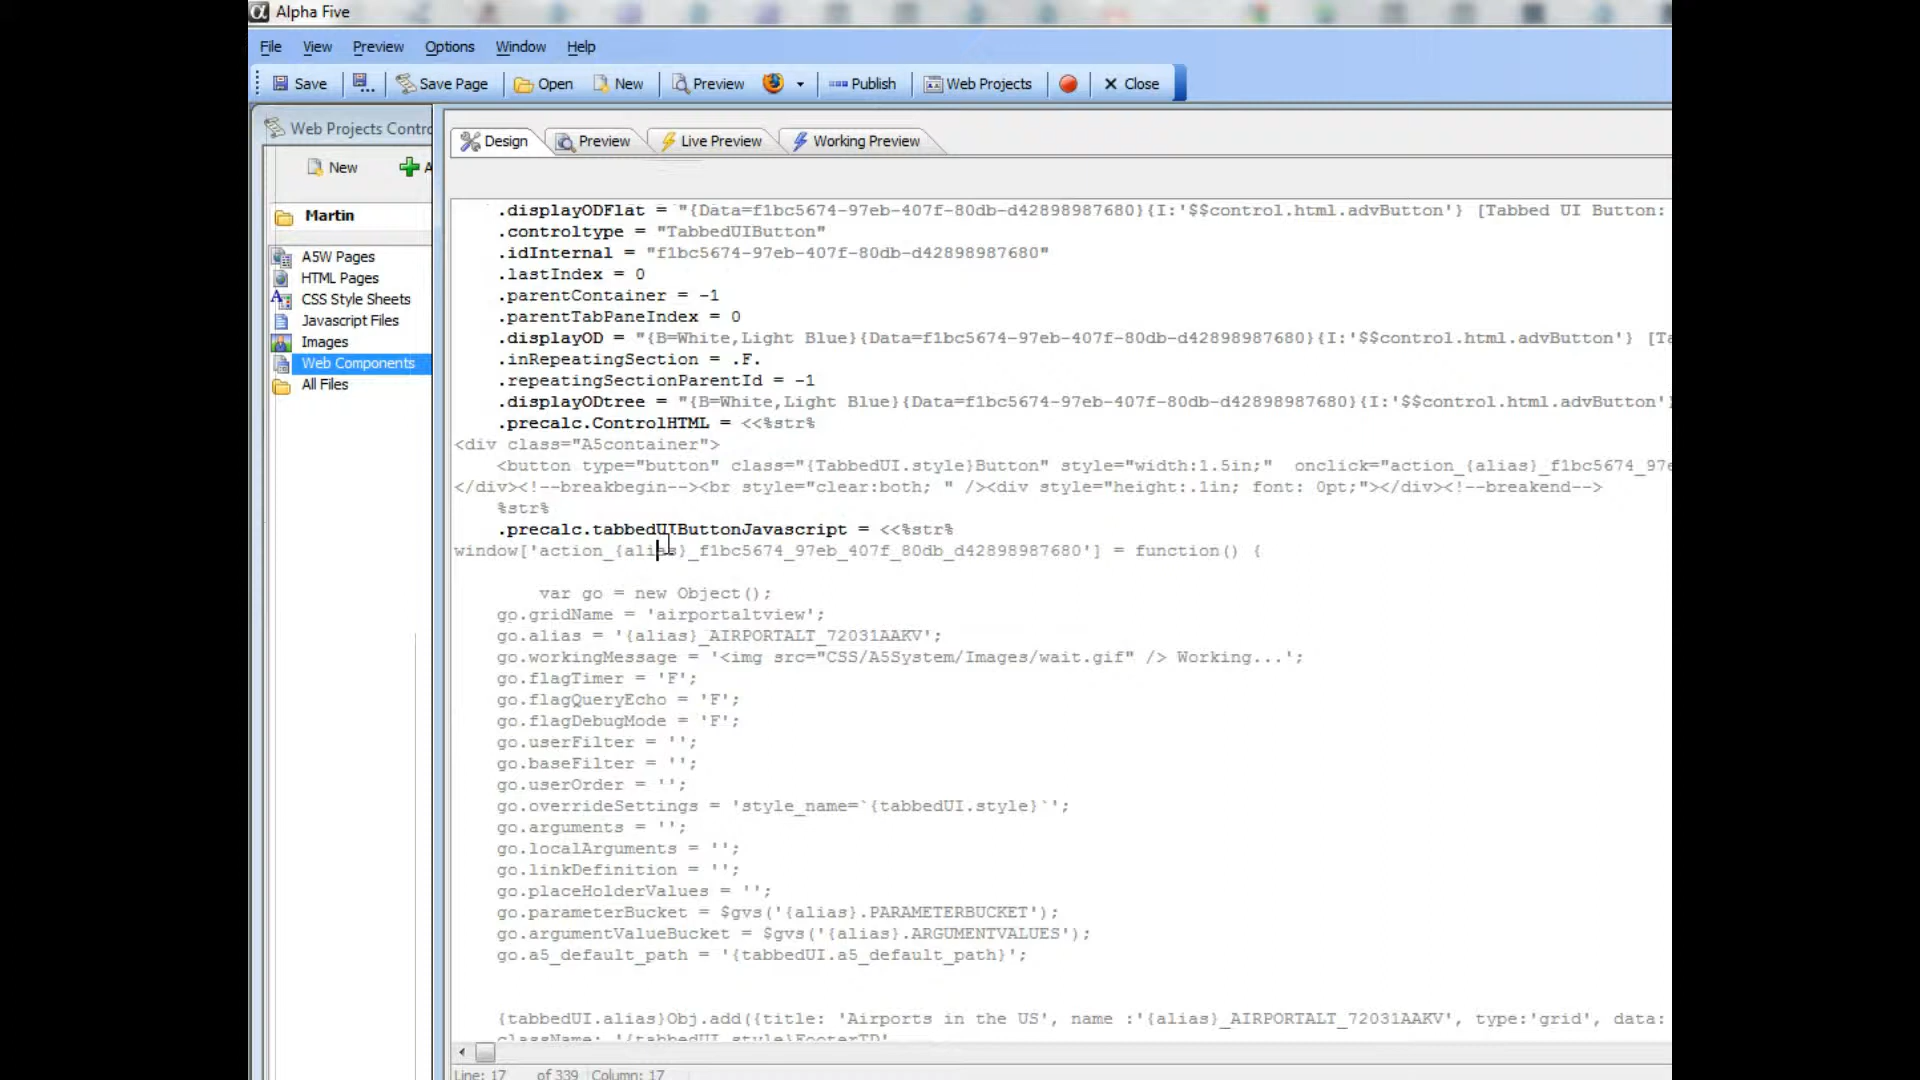 Alpha Five
File View Preview Options Window Help
Save Save Page Open New Preview Publish Web Projects Close
Web Projects Contro
Design Preview Live Preview Working Preview
New A
Martin
A5W Pages
HTML Pages
CSS Style Sheets
Javascript Files
Images
Web Components
All Files
.displayODFlat = "{Data=f1bc5674-97eb-407f-80db-d42898987680}{I:'$$control.html.advButton'} [Tabbed UI Button:
.controltype = "TabbedUIButton"
.idInternal = "f1bc5674-97eb-407f-80db-d42898987680"
.lastIndex = 0
.parentContainer = -1
.parentTabPaneIndex = 0
.displayOD = "{B=White,Light Blue}{Data=f1bc5674-97eb-407f-80db-d42898987680}{I:'$$control.html.advButton'} [Ta
.inRepeatingSection = .F.
.repeatingSectionParentId = -1
.displayODtree = "{B=White,Light Blue}{Data=f1bc5674-97eb-407f-80db-d42898987680}{I:'$$control.html.advButton'}
.precalc.ControlHTML = <<%str%
<div class="A5container">
<button type="button" class="{TabbedUI.style}Button" style="width:1.5in;" onclick="action_{alias}_f1bc5674_97e
</div><!--breakbegin--><br style="clear:both; " /><div style="height:.1in; font: 0pt;"></div><!--breakend-->
%str%
.precalc.tabbedUIButtonJavascript = <<%str%
window['action_{alias}_f1bc5674_97eb_407f_80db_d42898987680'] = function() {
var go = new Object();
go.gridName = 'airportaltview';
go.alias = '{alias}_AIRPORTALT_72031AAKV';
go.workingMessage = '<img src="CSS/A5System/Images/wait.gif" /> Working...';
go.flagTimer = 'F';
go.flagQueryEcho = 'F';
go.flagDebugMode = 'F';
go.userFilter = '';
go.baseFilter = '';
go.userOrder = '';
go.overrideSettings = 'style_name=`{tabbedUI.style}`';
go.arguments = '';
go.localArguments = '';
go.linkDefinition = '';
go.placeHolderValues = '';
go.parameterBucket = $gvs('{alias}.PARAMETERBUCKET');
go.argumentValueBucket = $gvs('{alias}.ARGUMENTVALUES');
go.a5_default_path = '{tabbedUI.a5_default_path}';
{tabbedUI.alias}Obj.add({title: 'Airports in the US', name :'{alias}_AIRPORTALT_72031AAKV', type:'grid', data:
className: '{tabbedUI.style}FooterTD'
Line: 17 of 339 Column: 17